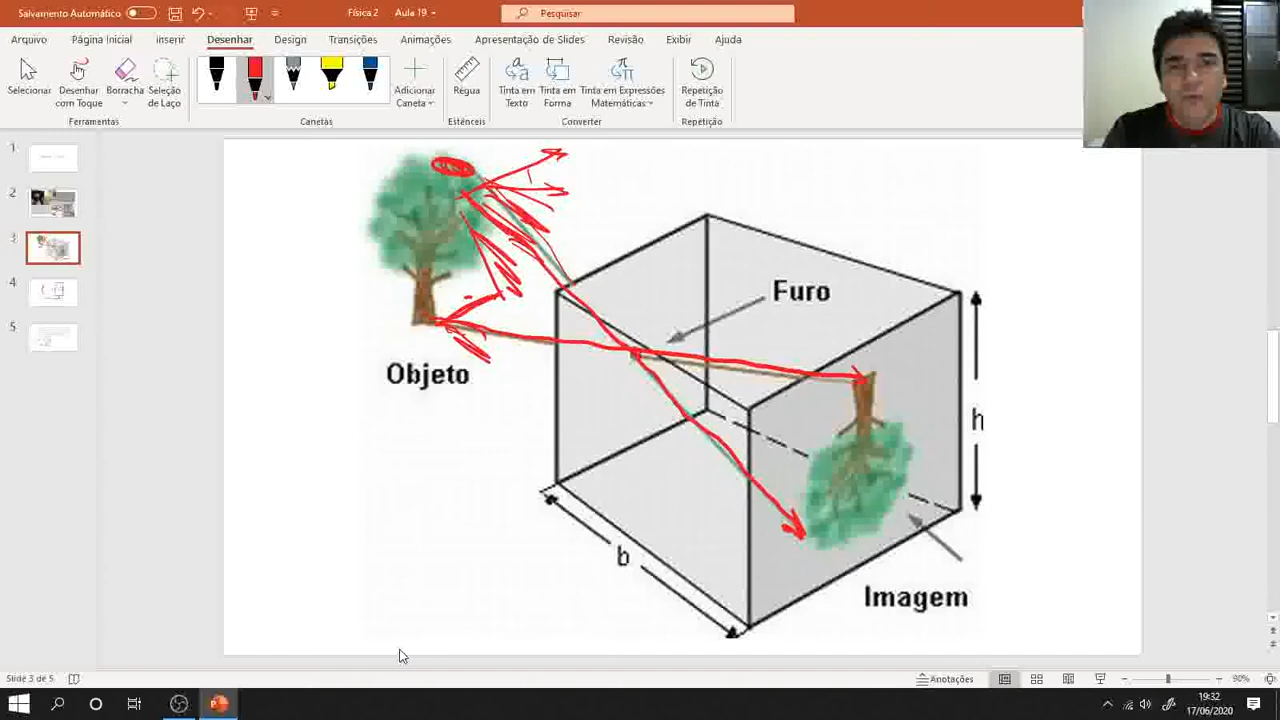 Salvamento Automático
Física 2 Aula 19
Pesquisar
Arquivo Página Inicial Inserir Desenhar Design Transições Animações Apresentação de Slides Revisão Exibir Ajuda
Selecionar
Desenhar com Toque
Borracha
Seleção de Laço
Adicionar Caneta
Régua
Tinta em Texto
Tinta em Forma
Tinta em Expressões Matemáticas
Repetição de Tinta
Ferramentas Canetas Estênceis Converter Repetição
1
2
3
4
5
Furo
Objeto
h
b
Imagem
Slide 3 de 5
Anotações
90%
19:32
17/06/2020